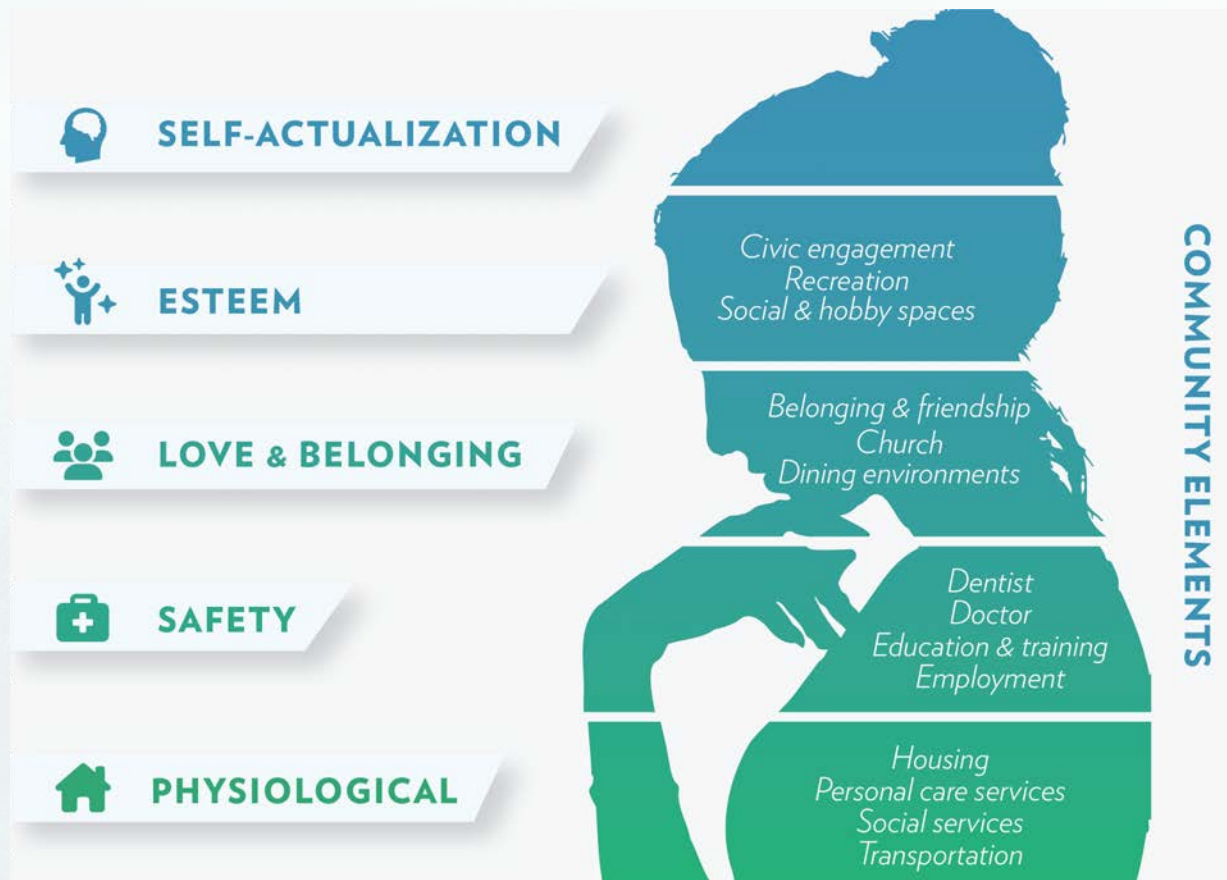 SELF-ACTUALIZATION
ESTEEM
Civic engagement
Recreation
Social & hobby spaces
LOVE & BELONGING
Belonging & friendship
Church
Dining environments
SAFETY
Dentist
Doctor
Education & training
Employment
PHYSIOLOGICAL
Housing
Personal care services
Social services
Transportation
COMMUNITY ELEMENTS